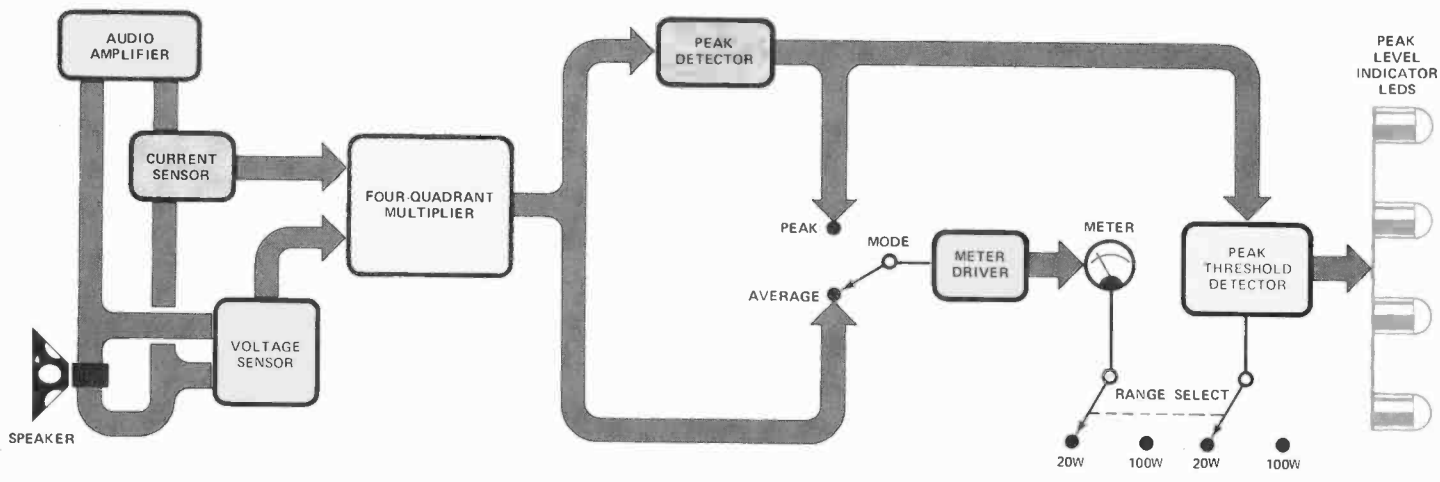 AUDIO
AMPLIFIER
CURRENT
SENSOR
FOUR-QUADRANT
MULTIPLIER
VOLTAGE
SENSOR
SPEAKER
PEAK
DETECTOR
PEAK
AVERAGE
MODE
METER
DRIVER
METER
PEAK
THRESHOLD
DETECTOR
PEAK
LEVEL
INDICATOR
LEDS
RANGE SELECT
20W
100W
20W
100W